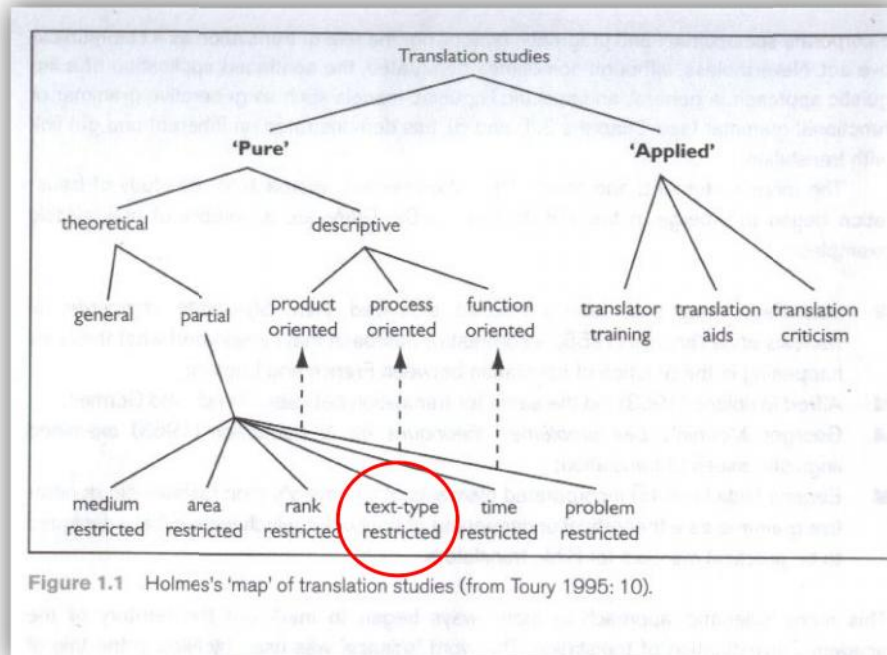 Translation studies
'Pure' 'Applied'
theoretical descriptive
general partial product oriented process oriented function oriented translator training translation aids translation criticism
medium restricted area restricted rank restricted text-type restricted time restricted problem restricted
Figure 1.1 Holmes's 'map' of translation studies (from Toury 1995: 10).